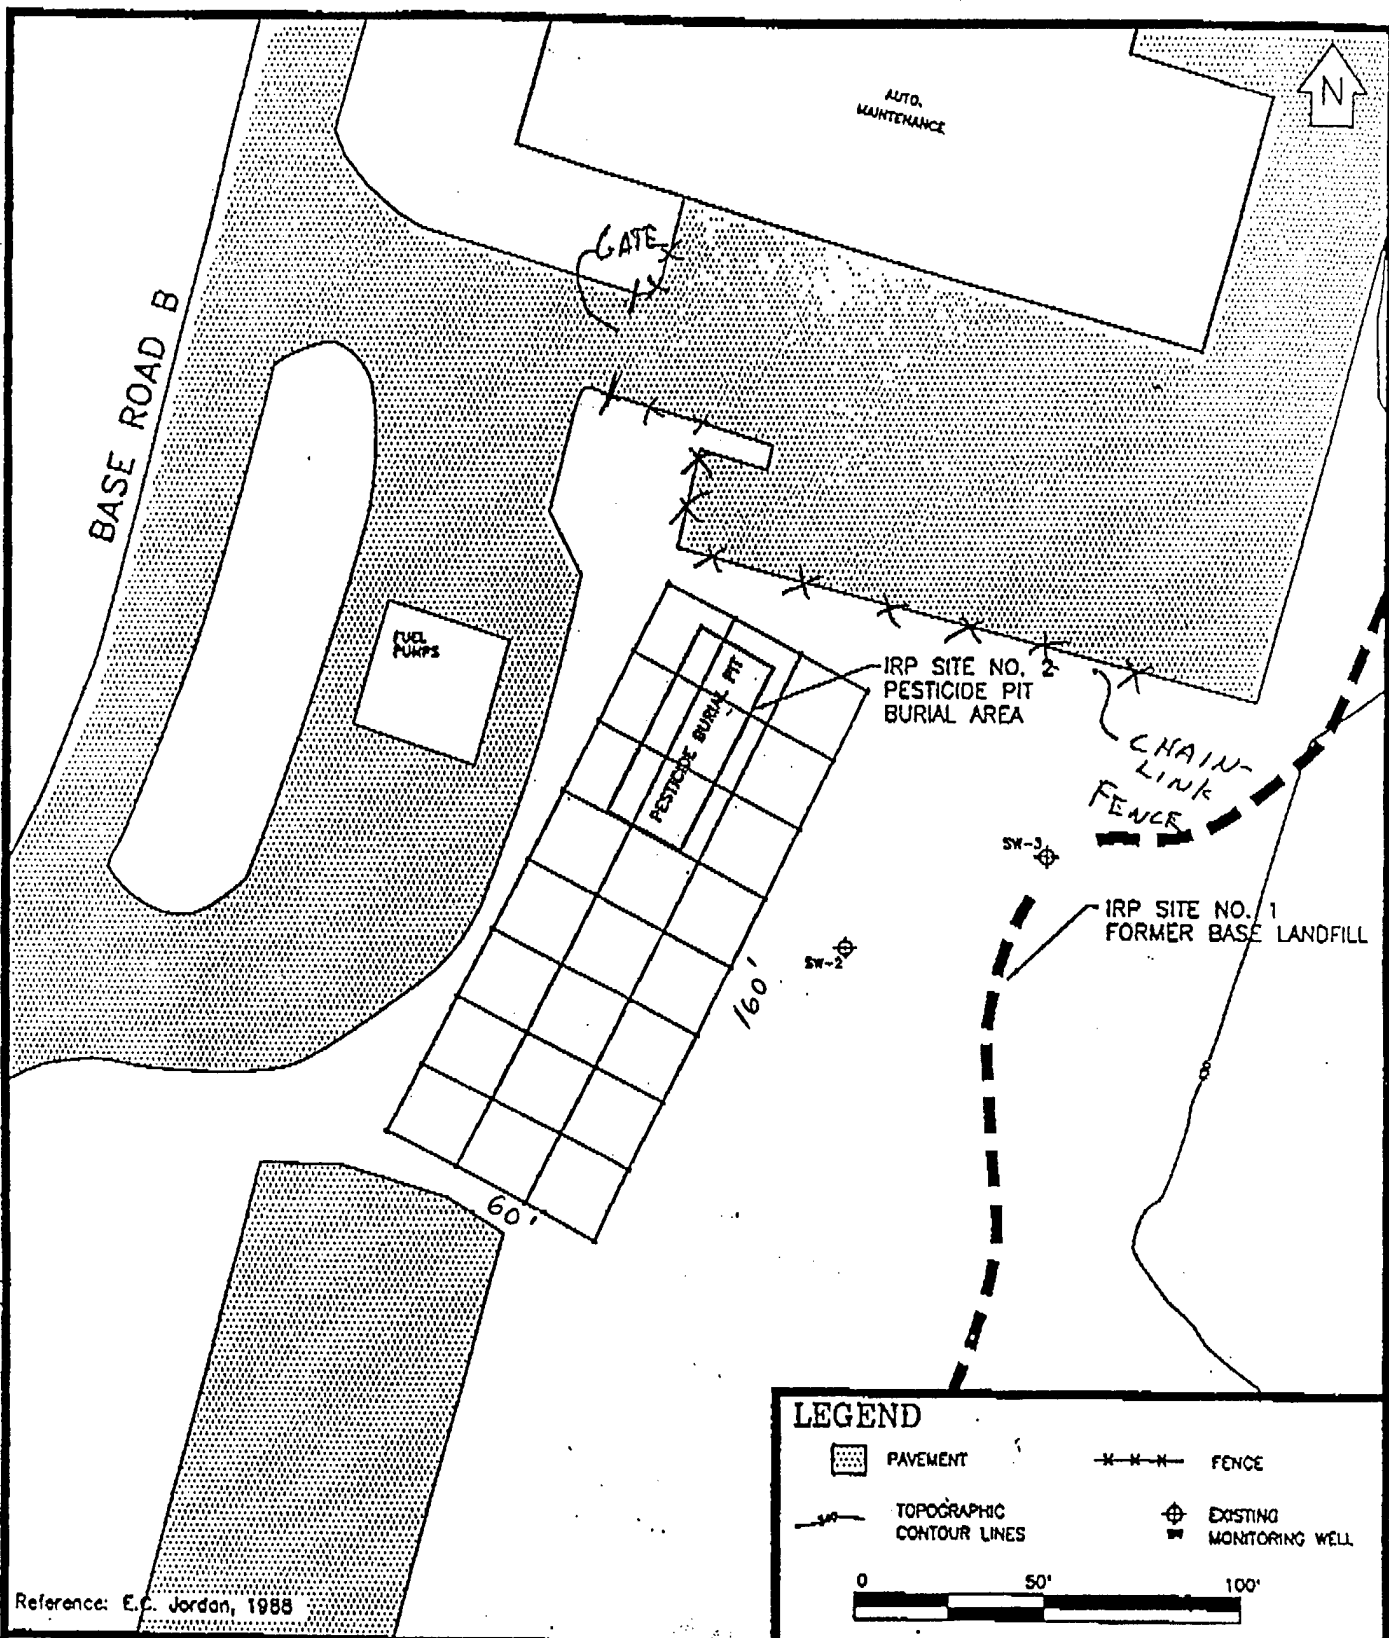 N
AUTO.
MAINTENANCE
GATE
BASE ROAD B
FUEL
PUMPS
PESTICIDE BURIAL PIT
IRP SITE NO. 2
PESTICIDE PIT
BURIAL AREA
CHAIN-
LINK
FENCE
SW-3
IRP SITE NO. 1
FORMER BASE LANDFILL
SW-2
160'
60'
LEGEND
PAVEMENT
FENCE
TOPOGRAPHIC
CONTOUR LINES
EXISTING
MONITORING WELL
0 50' 100'
Reference: E.C. Jordan, 1988